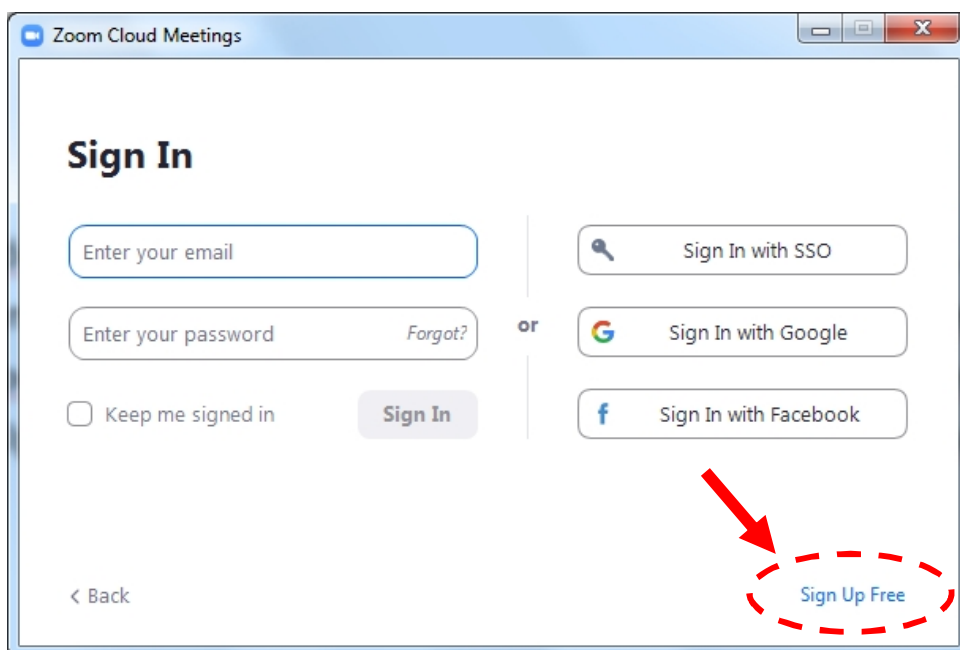 Zoom Cloud Meetings
Sign In
Enter your email
Enter your password Forgot?
Keep me signed in Sign In
or
Sign In with SSO
Sign In with Google
Sign In with Facebook
< Back
Sign Up Free